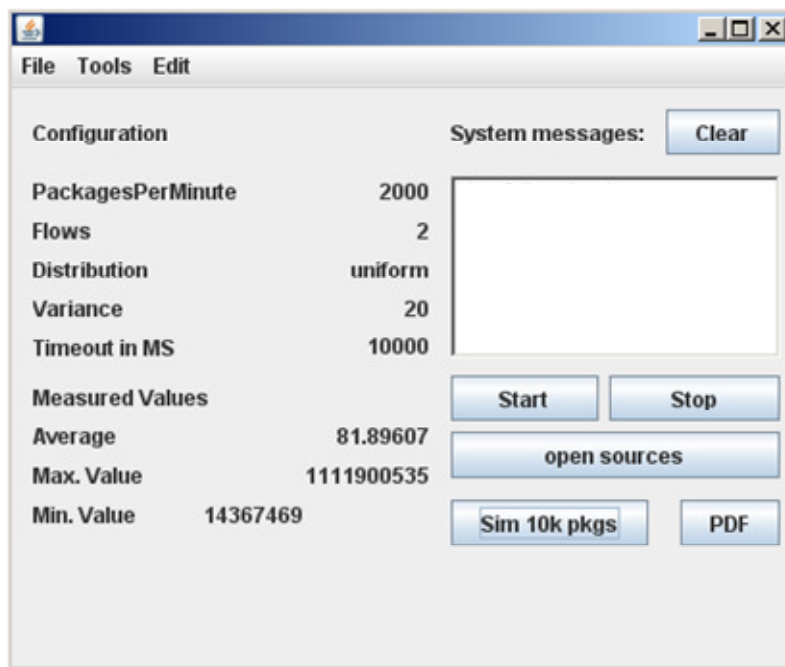 File Tools Edit
Configuration
System messages: Clear
PackagesPerMinute 2000
Flows 2
Distribution uniform
Variance 20
Timeout in MS 10000
Measured Values
Start Stop
Average 81.89607
open sources
Max. Value 1111900535
Min. Value 14367469
Sim 10k pkgs PDF